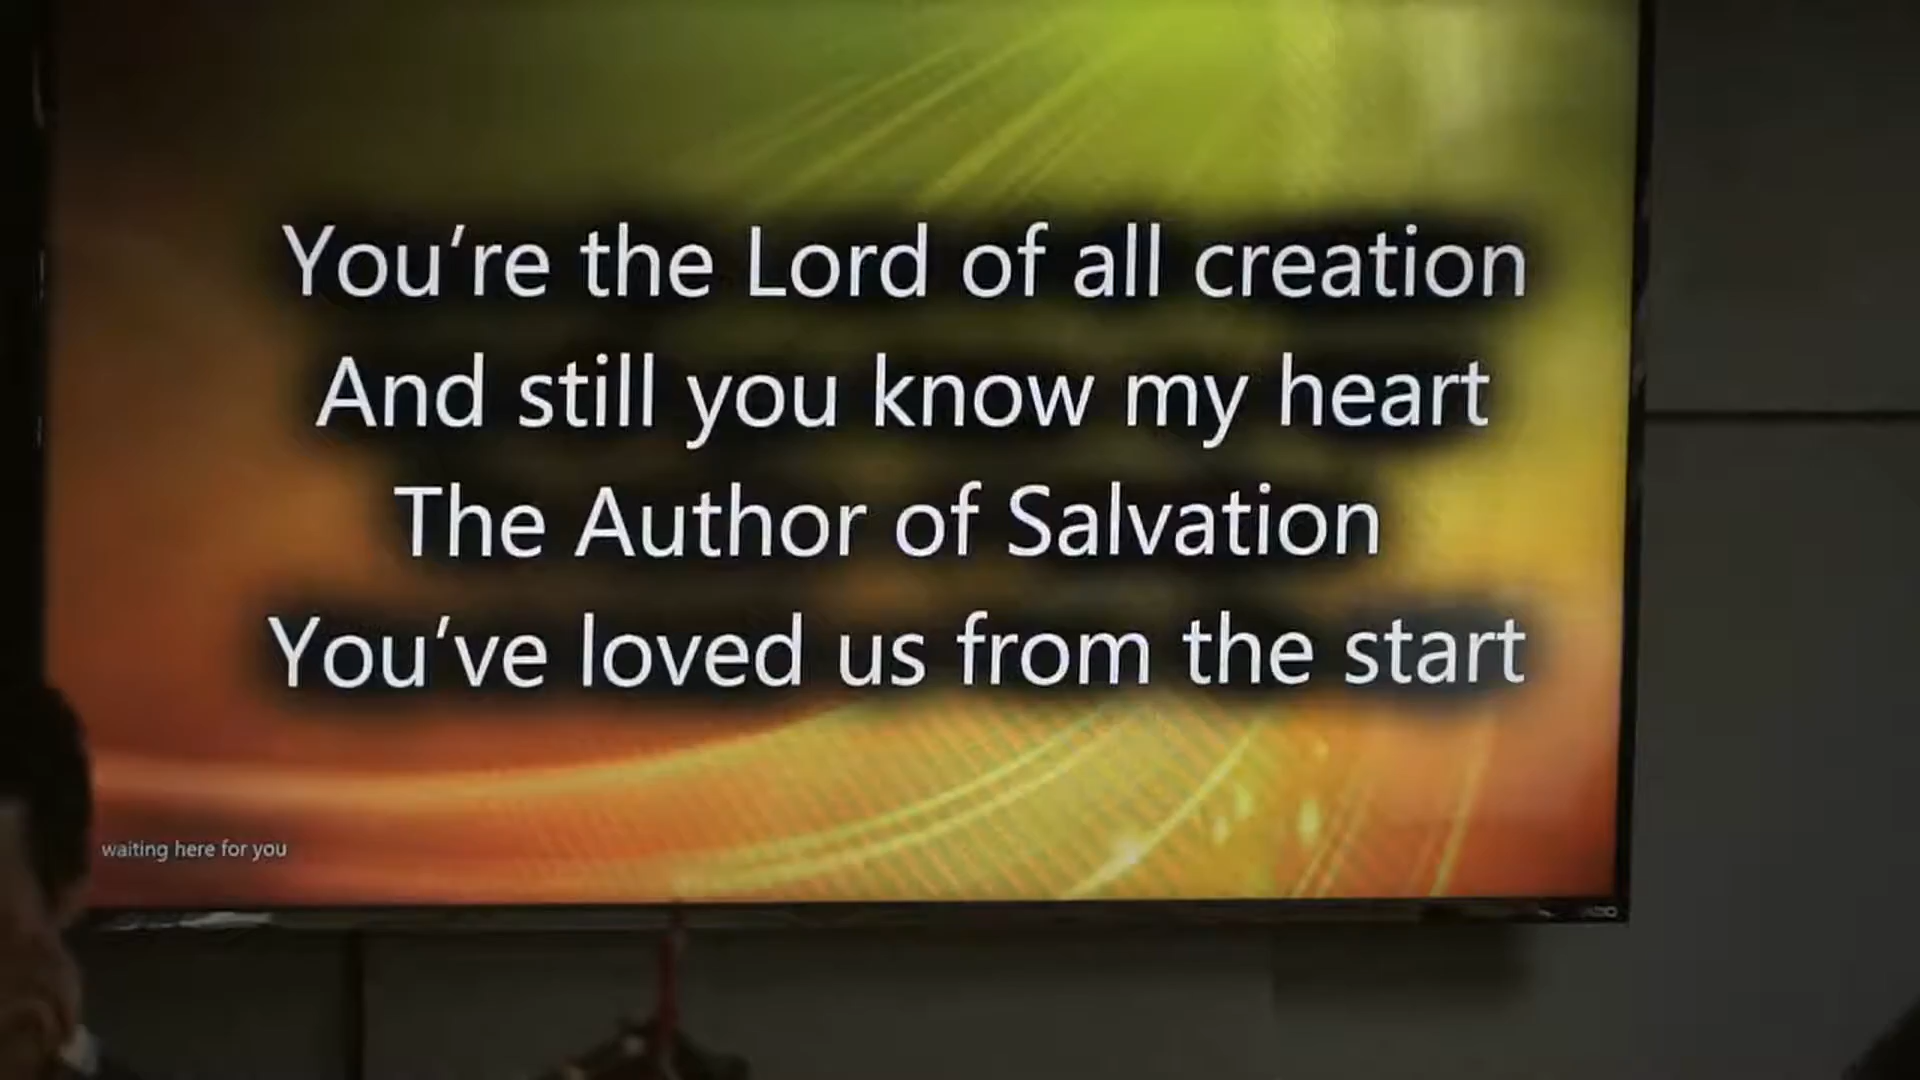 You're the Lord of all creation
And still you know my heart
The Author of Salvation
You've loved us from the start
waiting here for you